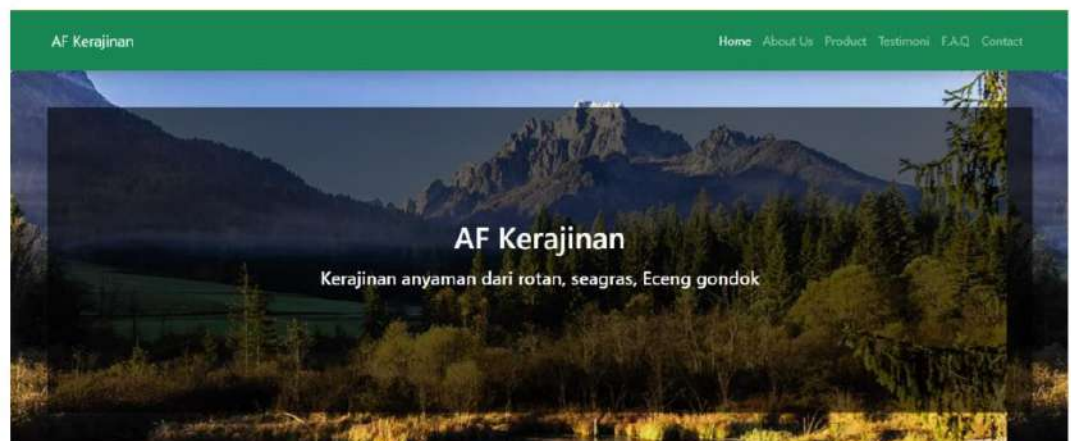 AF Kerajinan
Home About Us Product Testimoni F.A.Q Contact
AF Kerajinan
Kerajinan anyaman dari rotan, seagras, Eceng gondok